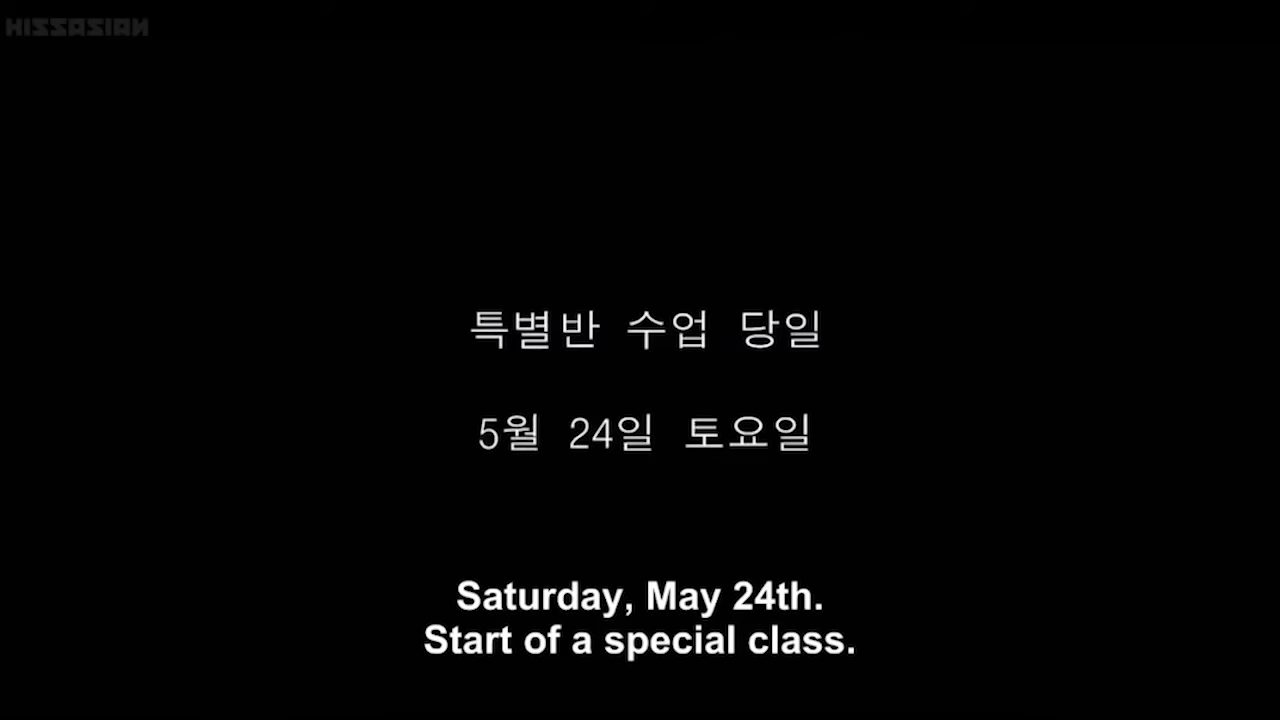 HISSASIAN
특별반 수업 당일
5월 24일 토요일
Saturday, May 24th.
Start of a special class.